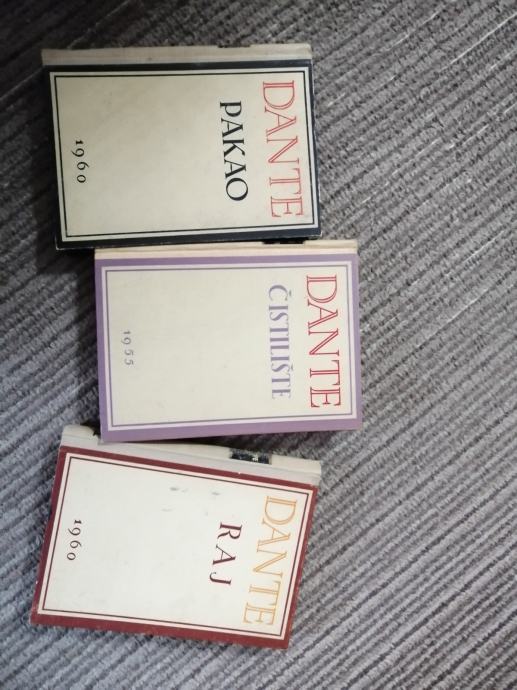 DANTE
PAKAO
1960
DANTE
ČISTILIŠTE
1955
DANTE
RAJ
1960